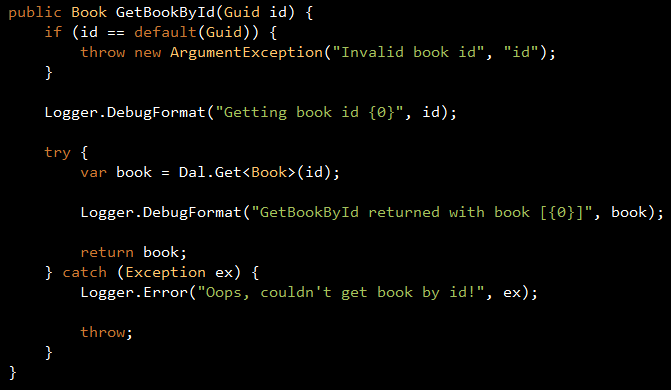 public Book GetBookById(Guid id) {
    if (id == default(Guid)) {
        throw new ArgumentException("Invalid book id", "id");
    }

    Logger.DebugFormat("Getting book id {0}", id);

    try {
        var book = Dal.Get<Book>(id);

        Logger.DebugFormat("GetBookById returned with book [{0}]", book);

        return book;
    } catch (Exception ex) {
        Logger.Error("Oops, couldn't get book by id!", ex);

        throw;
    }
}